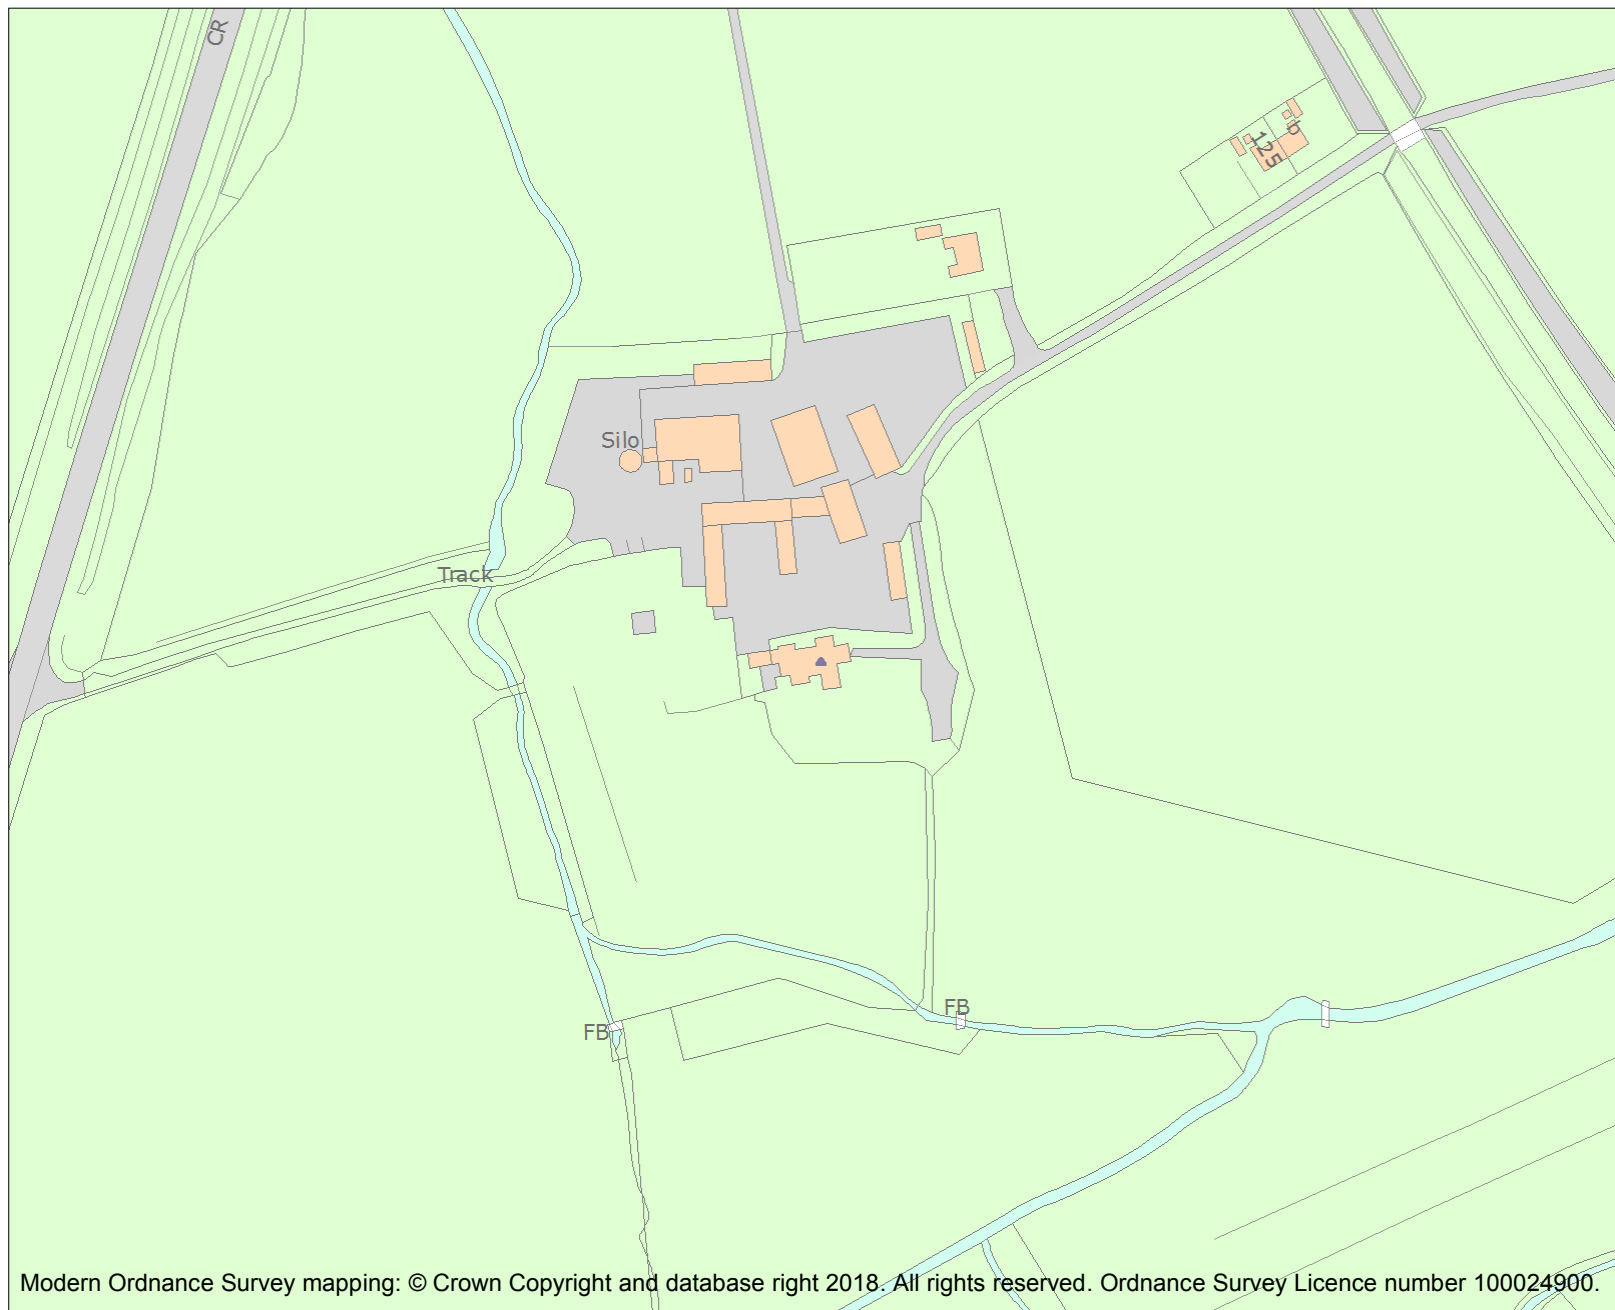 CR
125
b
Silo
Track
FB
FB
Modern Ordnance Survey mapping: © Crown Copyright and database right 2018. All rights reserved. Ordnance Survey Licence number 100024900.